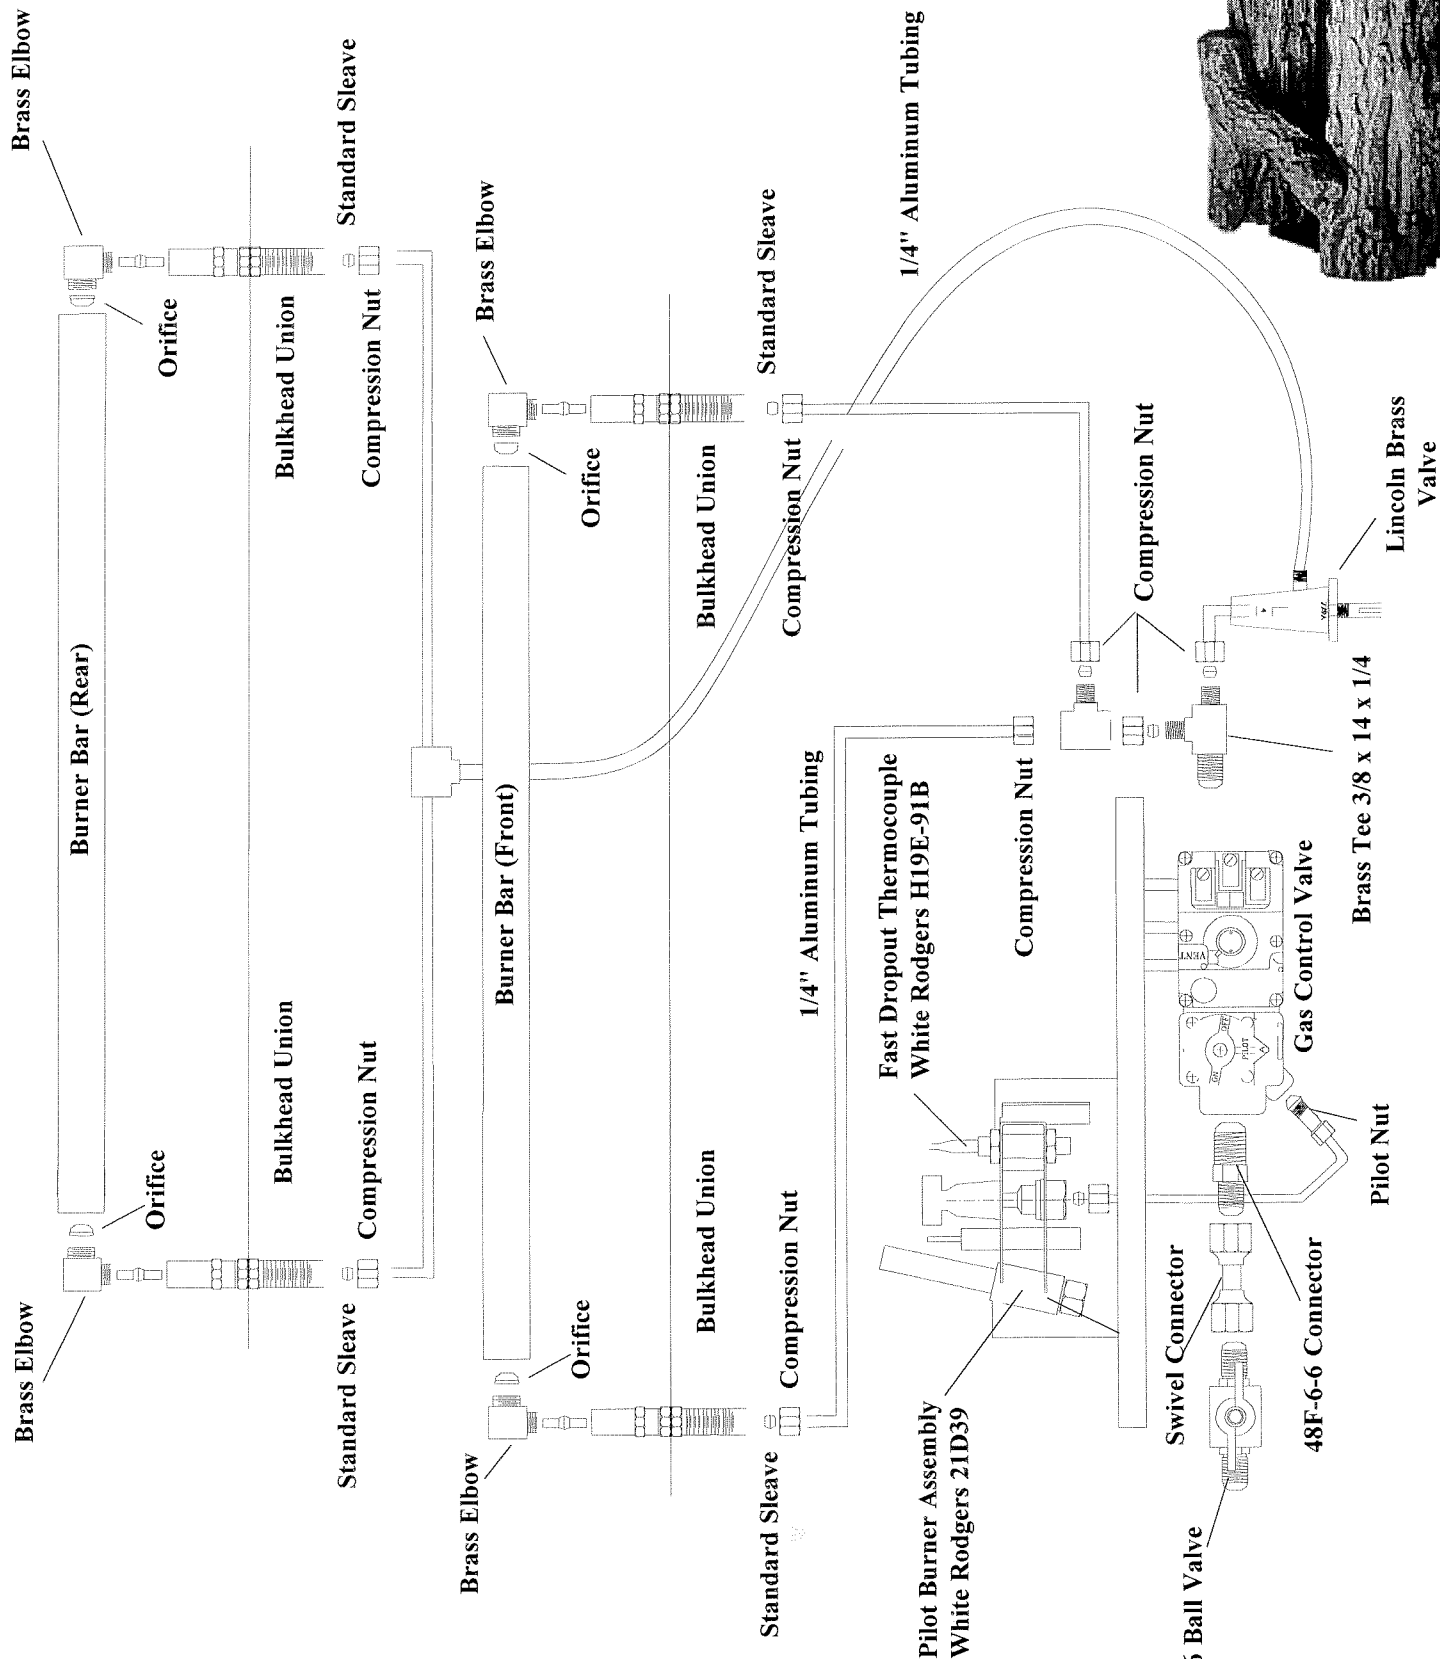 Brass Elbow
Brass Elbow
Burner Bar (Rear)
Orifice
Orifice
Bulkhead Union
Bulkhead Union
Standard Sleave
Standard Sleave
Compression Nut
Compression Nut
Brass Elbow
Brass Elbow
Burner Bar (Front)
Orifice
Orifice
Bulkhead Union
Bulkhead Union
Standard Sleave
Standard Sleave
Compression Nut
Compression Nut
1/4" Aluminum Tubing
1/4" Aluminum Tubing
Fast Dropout Thermocouple
White Rodgers H19E-91B
Pilot Burner Assembly
White Rodgers 21D39
Compression Nut
Compression Nut
Swivel Connector
Ball Valve
VENT
ON
OFF
PILOT
Gas Control Valve
48F-6-6 Connector
Brass Tee 3/8 x 14 x 1/4
Pilot Nut
Lincoln Brass
Valve